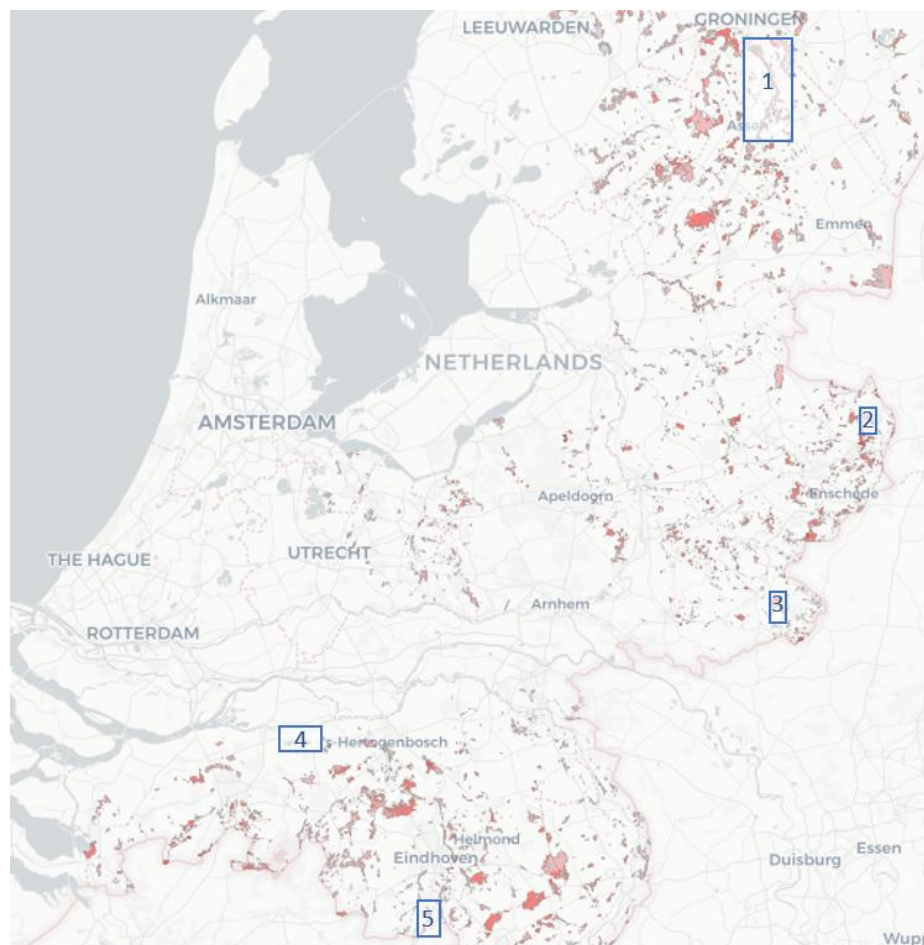 LEEUWARDEN
GRONINGEN
1
Assen
Emmen
Alkmaar
NETHERLANDS
AMSTERDAM
2
Apeldoorn
Enschede
THE HAGUE
UTRECHT
Arnhem
3
ROTTERDAM
4
's-Hertogenbosch
Helmond
Eindhoven
Duisburg
Essen
5
Wupp